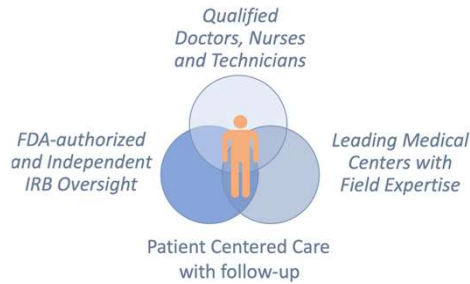 Qualified
Doctors, Nurses
and Technicians
FDA-authorized
and Independent
IRB Oversight
Leading Medical
Centers with
Field Expertise
Patient Centered Care
with follow-up